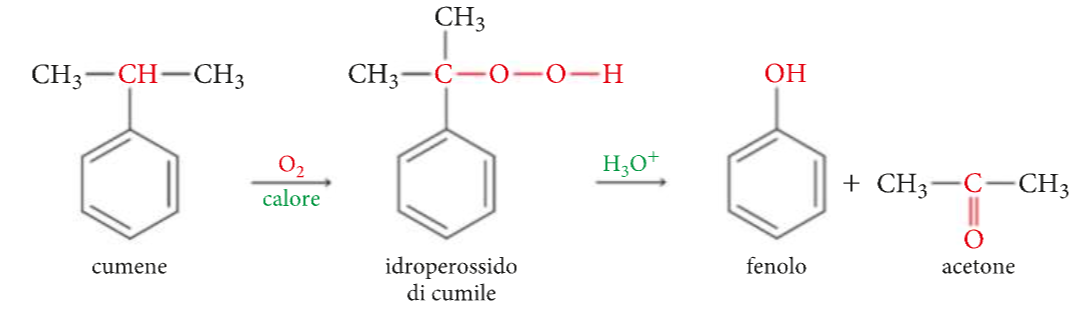 CH₃
CH₃—CH—CH₃
CH₃—C—O—O—H
OH
O₂
calore
H₃O⁺
+ CH₃—C—CH₃
O
cumene
idroperossido
di cumile
fenolo
acetone